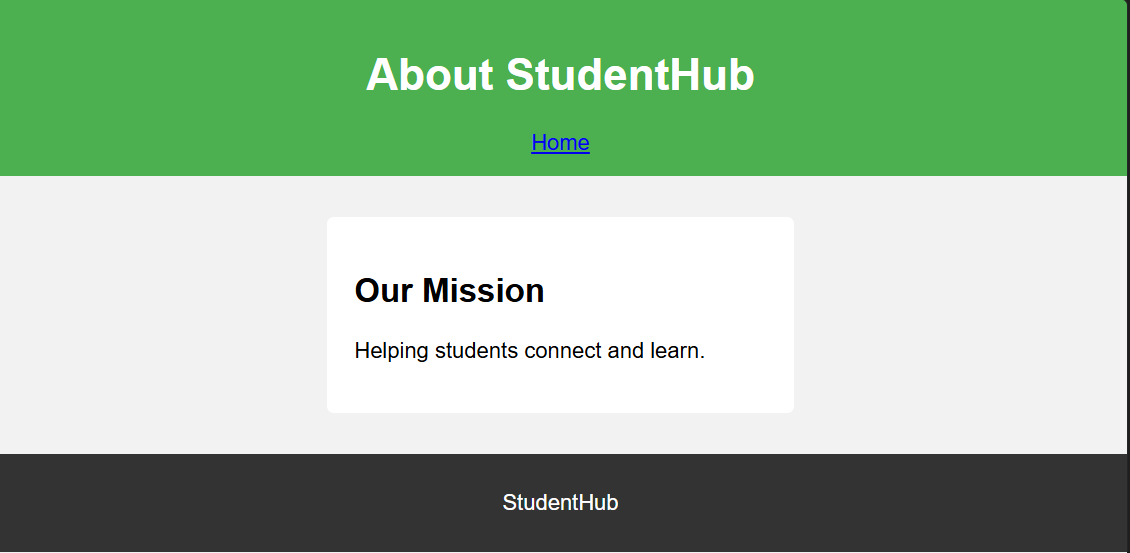 About StudentHub
Home
Our Mission
Helping students connect and learn.
StudentHub